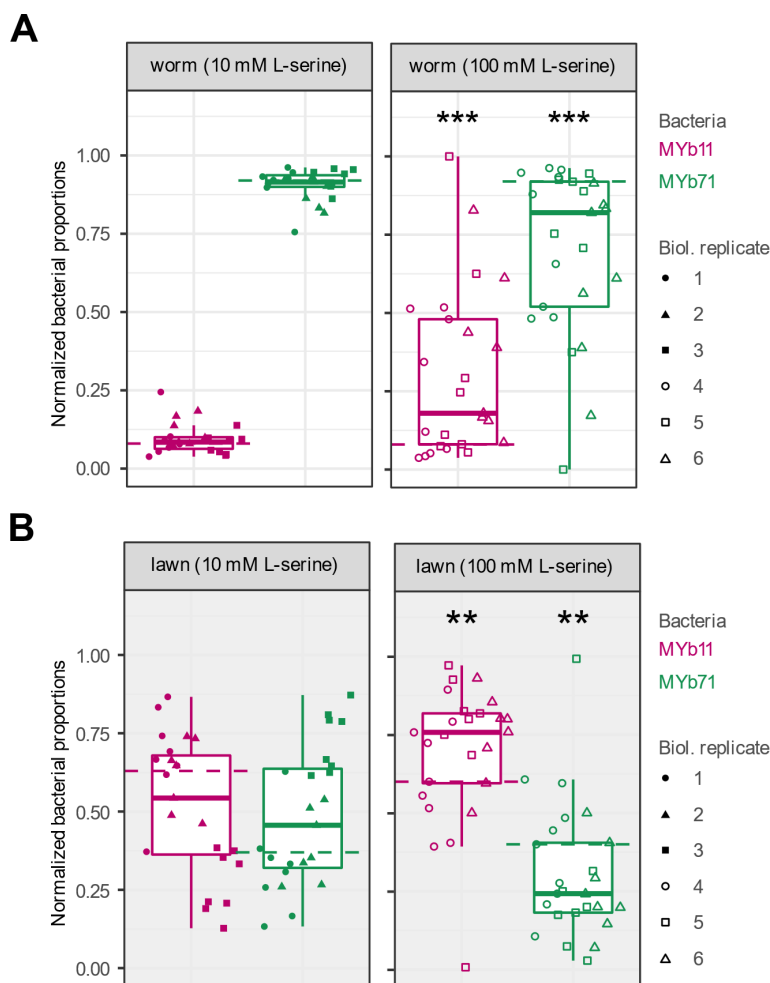 A
worm (10 mM L-serine)
worm (100 mM L-serine)
Normalized bacterial proportions
1.00
0.75
0.50
0.25
0.00
***
***
Bacteria
MYb11
MYb71
Biol. replicate
1
2
3
4
5
6
B
lawn (10 mM L-serine)
lawn (100 mM L-serine)
Normalized bacterial proportions
1.00
0.75
0.50
0.25
0.00
**
**
Bacteria
MYb11
MYb71
Biol. replicate
1
2
3
4
5
6